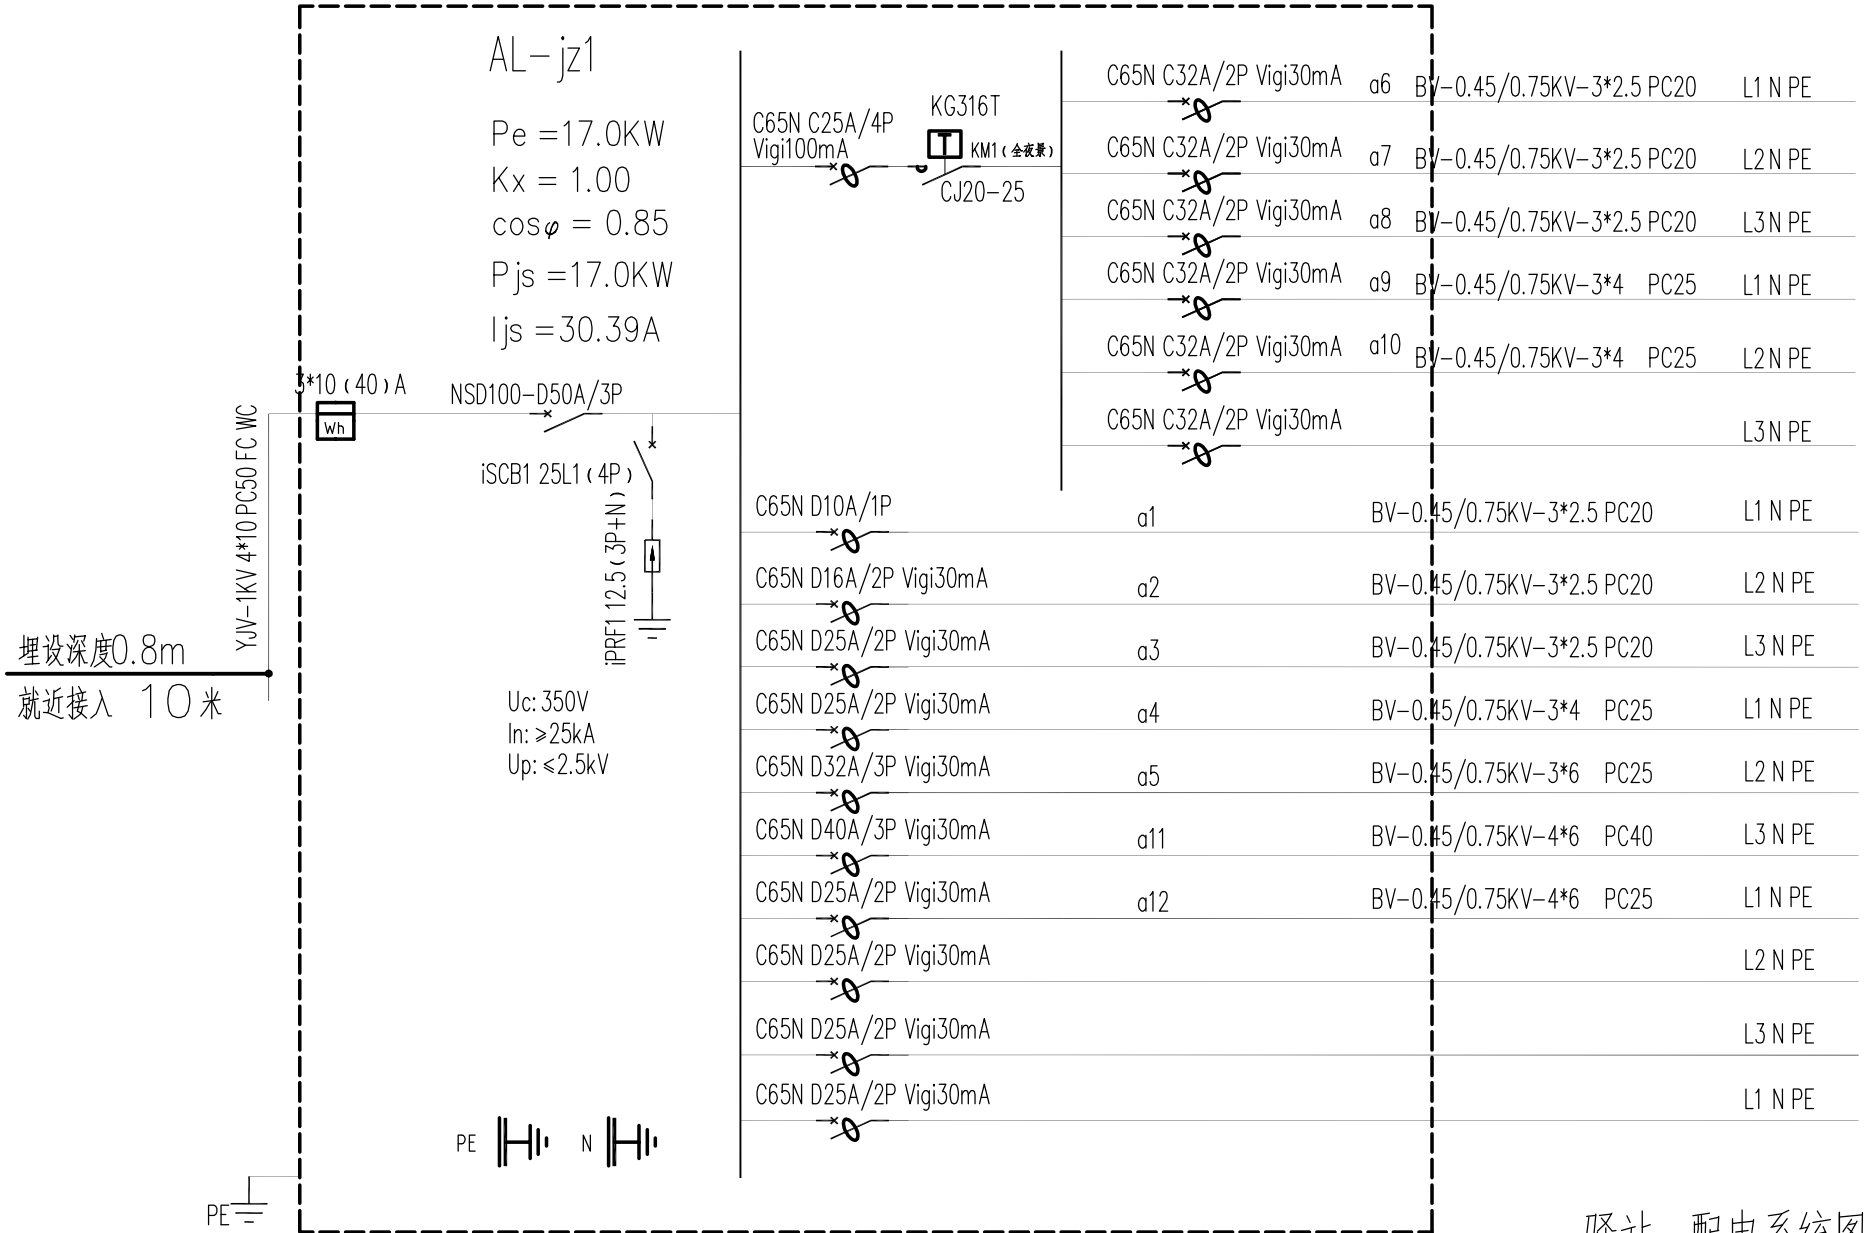 AL-jz1
Pe =17.0KW
Kx = 1.00
cosφ = 0.85
Pjs =17.0KW
Ijs =30.39A
3*10(40)A
Wh
NSD100-D50A/3P
iSCB1 25L1(4P)
iPRF1 12.5(3P+N)
YJV-1KV 4*10 PC50 FC WC
埋设深度0.8m
就近接入 10米
Uc: 350V
In: ≥25kA
Up: ≤2.5kV
PE
N
PE
C65N C25A/4P
Vigi100mA
KG316T
T
KM1(全夜景)
CJ20-25
C65N C32A/2P Vigi30mA a6 BV-0.45/0.75KV-3*2.5 PC20 L1 N PE
C65N C32A/2P Vigi30mA a7 BV-0.45/0.75KV-3*2.5 PC20 L2N PE
C65N C32A/2P Vigi30mA a8 BV-0.45/0.75KV-3*2.5 PC20 L3N PE
C65N C32A/2P Vigi30mA a9 BV-0.45/0.75KV-3*4 PC25 L1 N PE
C65N C32A/2P Vigi30mA a10 BV-0.45/0.75KV-3*4 PC25 L2N PE
C65N C32A/2P Vigi30mA L3N PE
C65N D10A/1P a1 BV-0.45/0.75KV-3*2.5 PC20 L1 N PE
C65N D16A/2P Vigi30mA a2 BV-0.45/0.75KV-3*2.5 PC20 L2 N PE
C65N D25A/2P Vigi30mA a3 BV-0.45/0.75KV-3*2.5 PC20 L3 N PE
C65N D25A/2P Vigi30mA a4 BV-0.45/0.75KV-3*4 PC25 L1 N PE
C65N D32A/3P Vigi30mA a5 BV-0.45/0.75KV-3*6 PC25 L2 N PE
C65N D40A/3P Vigi30mA a11 BV-0.45/0.75KV-4*6 PC40 L3 N PE
C65N D25A/2P Vigi30mA a12 BV-0.45/0.75KV-4*6 PC25 L1 N PE
C65N D25A/2P Vigi30mA L2 N PE
C65N D25A/2P Vigi30mA L3 N PE
C65N D25A/2P Vigi30mA L1 N PE
驿站 配电系统图